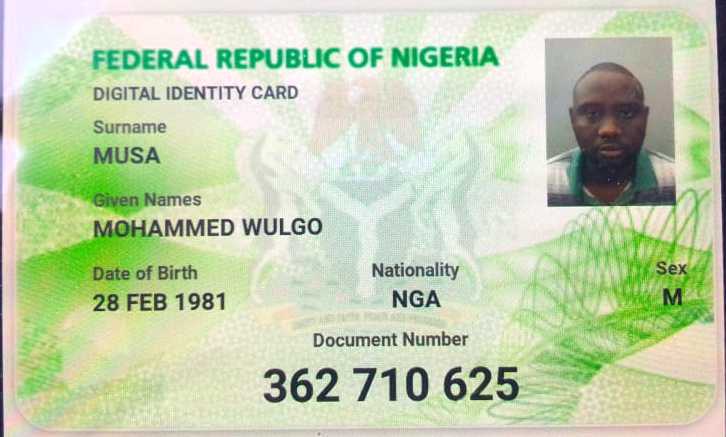 FEDERAL REPUBLIC OF NIGERIA
DIGITAL IDENTITY CARD
Surname
MUSA
Given Names
MOHAMMED WULGO
Date of Birth
Nationality
Sex
28 FEB 1981
NGA
M
Document Number
362 710 625